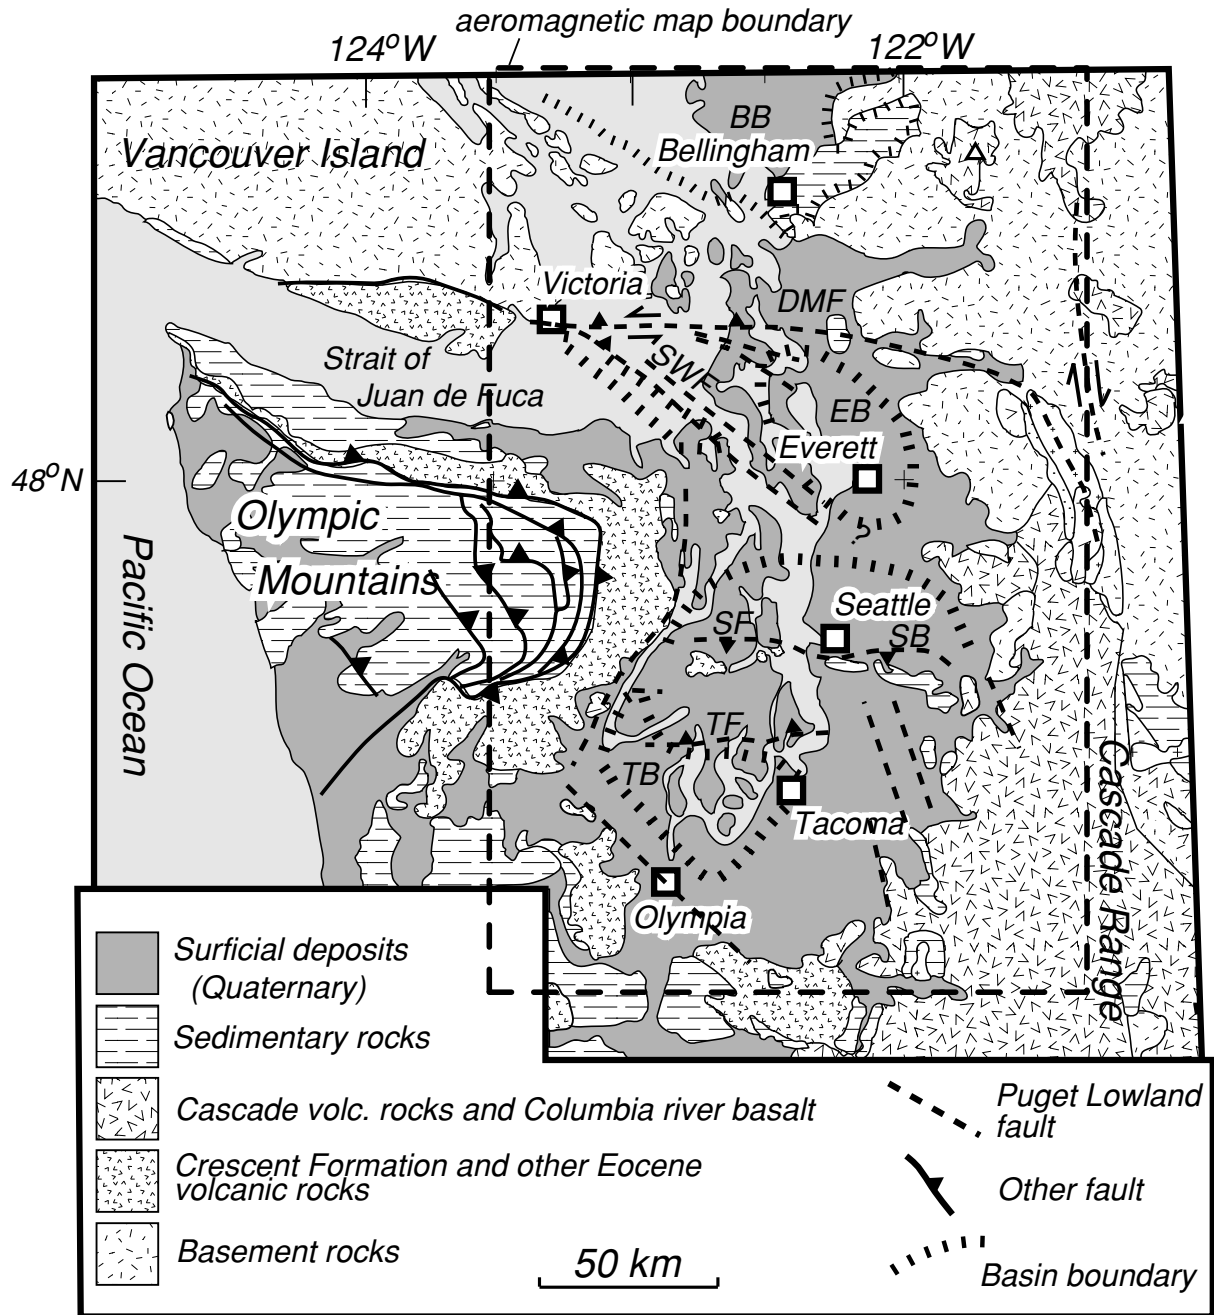 aeromagnetic map boundary
124°W
122°W
BB
Bellingham
Vancouver Island
Victoria
DMF
Strait of
Juan de Fuca
SWF
EB
Everett
48°N
Olympic
Mountains
?
Pacific Ocean
Seattle
SF
SB
TF
TB
Tacoma
Cascade Range
Olympia
Surficial deposits
(Quaternary)
Sedimentary rocks
Cascade volc. rocks and Columbia river basalt
Crescent Formation and other Eocene
volcanic rocks
Basement rocks
50 km
Puget Lowland
fault
Other fault
Basin boundary